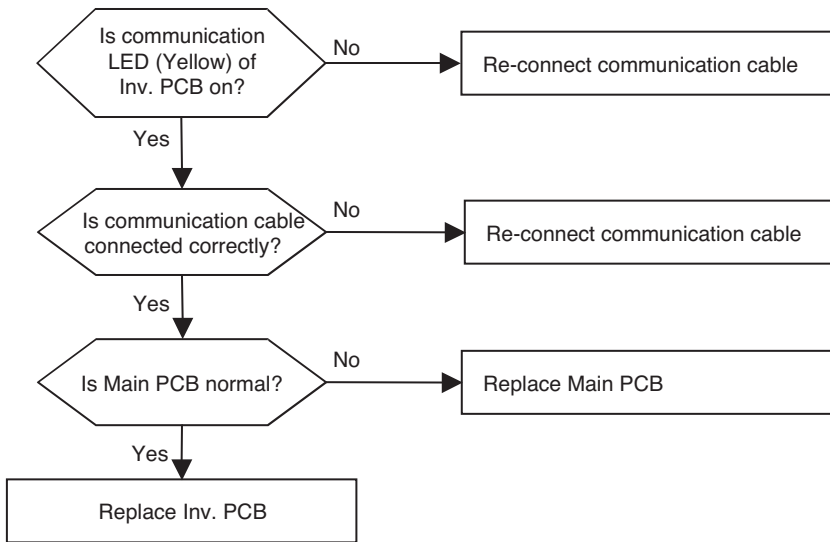 Is communication
LED (Yellow) of
Inv. PCB on?
No
Re-connect communication cable
Yes
Is communication cable
connected correctly?
No
Re-connect communication cable
Yes
Is Main PCB normal?
No
Replace Main PCB
Yes
Replace Inv. PCB